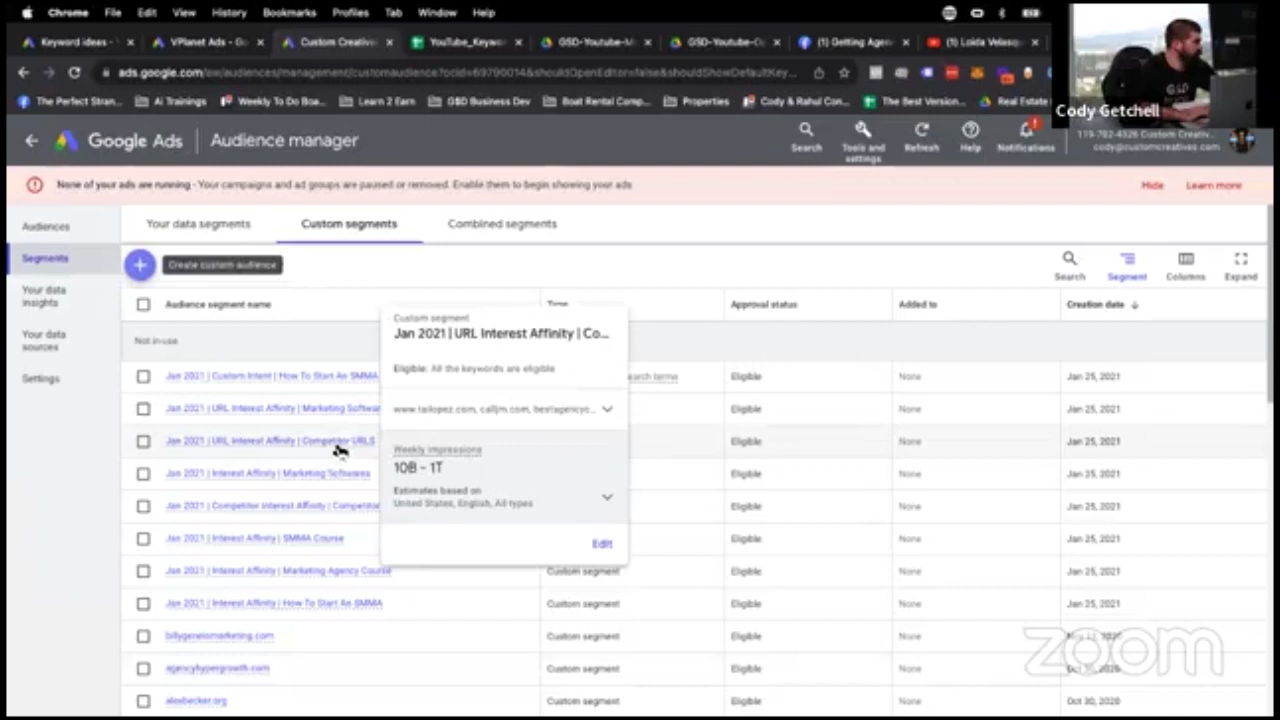 Chrome File Edit View History Bookmarks Profiles Tab Window Help
Keyword ideas - VPlanet Ads - Go Custom Creative YouTube_Keyw GSD-Youtube-M GSD-Youtube-O (1) Getting Agen (1) Loida Velasq
ads.google.com/aw/audiences/management/customaudience?ocid=69790014&shouldOpenEditor=false&shouldShowDefaultKey...
The Perfect Stran... Ai Trainings Weekly To Do Boa... Learn 2 Earn GSD Business Dev Boat Rental Comp... Properties Cody & Rahul Con... The Best Version... Real Estate
GSD
Cody Getchell
Google Ads Audience manager
Search Tools and settings Refresh Help Notifications
Custom Creativ...
cody@customcreatives.com
None of your ads are running - Your campaigns and ad groups are paused or removed. Enable them to begin showing your ads Hide Learn more
Audiences
Segments
Your data insights
Your data sources
Settings
Your data segments Custom segments Combined segments
+ Create custom audience
Search Segment Columns Expand
Audience segment name Type Approval status Added to Creation date
Not in use
Jan 2021 | Custom Intent | How To Start An SMMA earch terms Eligible None Jan 25, 2021
Jan 2021 | URL Interest Affinity | Marketing Softwar Eligible None Jan 25, 2021
Jan 2021 | URL Interest Affinity | Competitor URLS Eligible None Jan 25, 2021
Jan 2021 | Interest Affinity | Marketing Softwares Eligible None Jan 25, 2021
Jan 2021 | Competitor Interest Affinity | Competitor Eligible None Jan 25, 2021
Jan 2021 | Interest Affinity | SMMA Course Eligible None Jan 25, 2021
Jan 2021 | Interest Affinity | Marketing Agency Course Custom segment Eligible None Jan 25, 2021
Jan 2021 | Interest Affinity | How To Start An SMMA Custom segment Eligible None Jan 25, 2021
billygeneismarketing.com Custom segment Eligible None
agencyhypergrowth.com Custom segment Eligible None Oct 30, 2020
alexbecker.org Custom segment Eligible None Oct 30, 2020
Custom segment
Jan 2021 | URL Interest Affinity | Co...
Eligible: All the keywords are eligible
www.tailopez.com, calljm.com, bestagencyc...
Weekly impressions
10B - 1T
Estimates based on
United States, English, All types
Edit
zoom